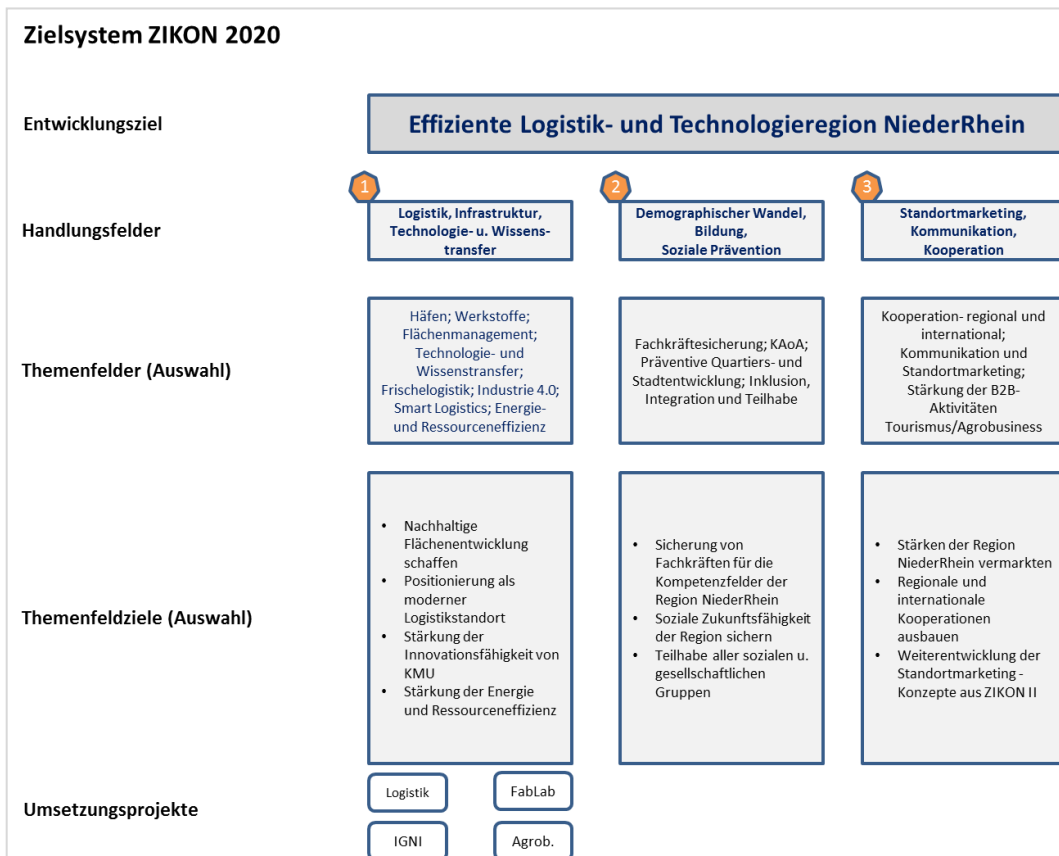 Zielsystem ZIKON 2020
Entwicklungsziel
Effiziente Logistik- und Technologieregion NiederRhein
Handlungsfelder
1
Logistik, Infrastruktur,
Technologie- u. Wissens-
transfer
2
Demographischer Wandel,
Bildung,
Soziale Prävention
3
Standortmarketing,
Kommunikation,
Kooperation
Themenfelder (Auswahl)
Häfen; Werkstoffe;
Flächenmanagement;
Technologie- und
Wissenstransfer;
Frischelogistik; Industrie 4.0;
Smart Logistics; Energie-
und Ressourceneffizienz
Fachkräftesicherung; KAoA;
Präventive Quartiers- und
Stadtentwicklung; Inklusion,
Integration und Teilhabe
Kooperation- regional und
international;
Kommunikation und
Standortmarketing;
Stärkung der B2B-
Aktivitäten
Tourismus/Agrobusiness
Themenfeldziele (Auswahl)
• Nachhaltige
Flächenentwicklung
schaffen
• Positionierung als
moderner
Logistikstandort
• Stärkung der
Innovationsfähigkeit von
KMU
• Stärkung der Energie
und Ressourceneffizienz
• Sicherung von
Fachkräften für die
Kompetenzfelder der
Region NiederRhein
• Soziale Zukunftsfähigkeit
der Region sichern
• Teilhabe aller sozialen u.
gesellschaftlichen
Gruppen
• Stärken der Region
NiederRhein vermarkten
• Regionale und
internationale
Kooperationen
ausbauen
• Weiterentwicklung der
Standortmarketing -
Konzepte aus ZIKON II
Umsetzungsprojekte
Logistik
FabLab
IGNI
Agrob.